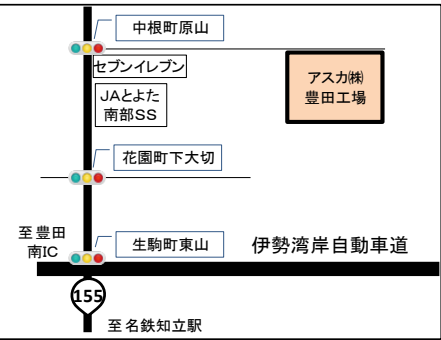 中根町原山
セブンイレブン
JAとよた
南部SS
アスカ㈱
豊田工場
花園町下大切
至豊田
南IC
生駒町東山
伊勢湾岸自動車道
155
至名鉄知立駅